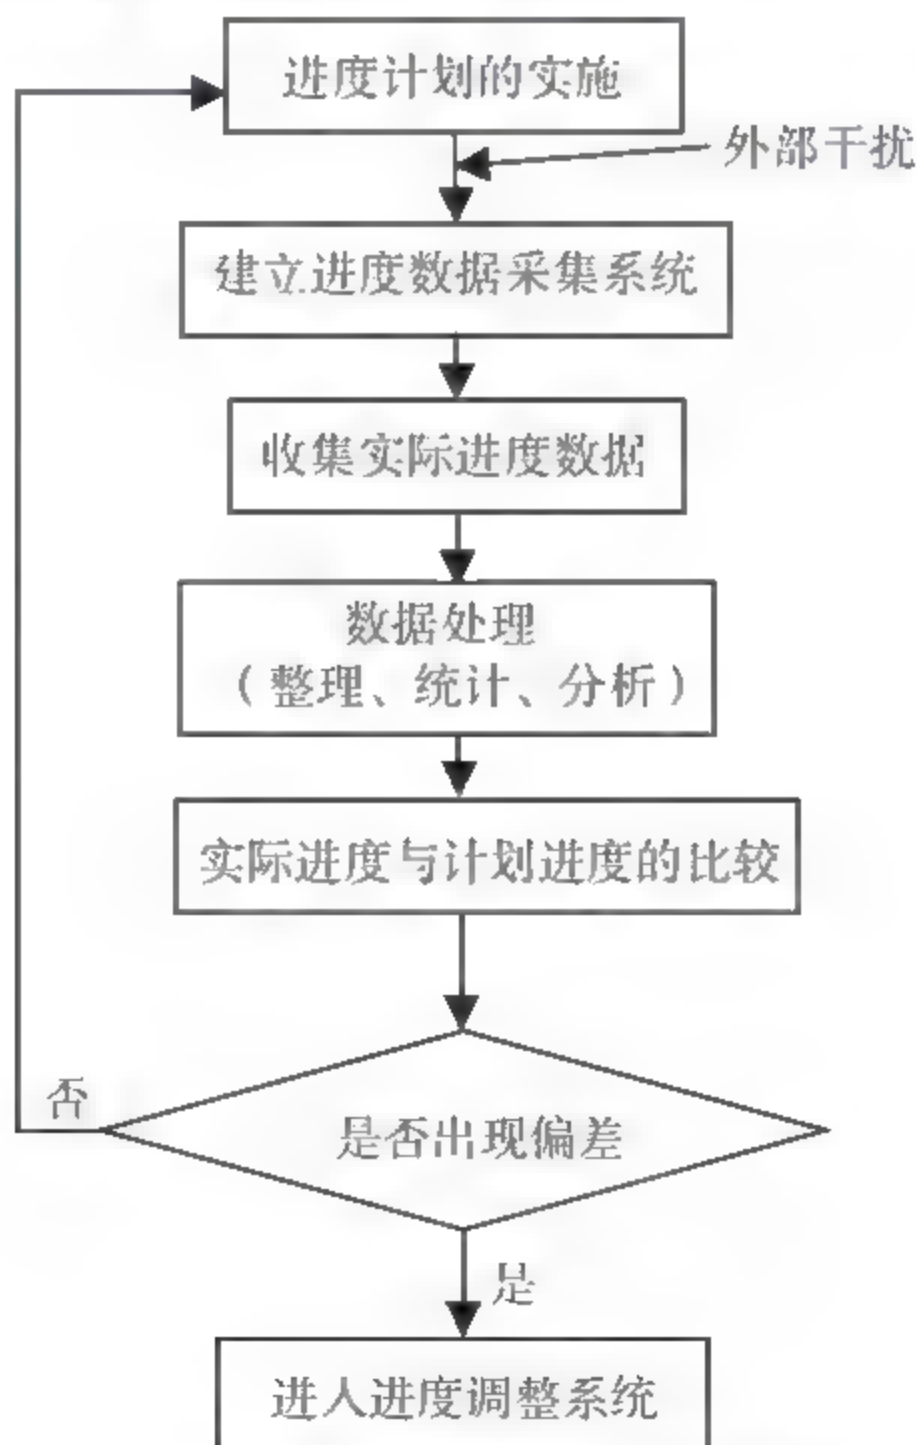 进度计划的实施
外部干扰
建立进度数据采集系统
收集实际进度数据
数据处理
（整理、统计、分析）
实际进度与计划进度的比较
是否出现偏差
否
是
进入进度调整系统